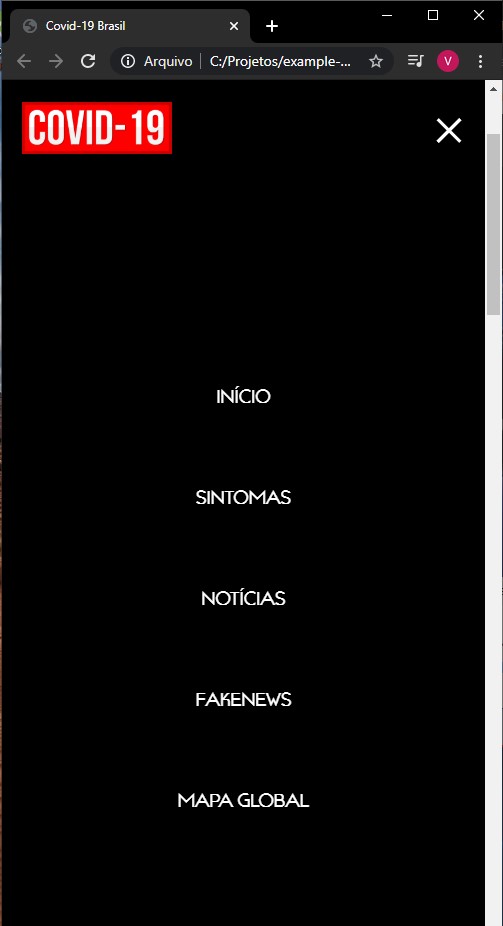 Covid-19 Brasil
Arquivo C:/Projetos/example-...
V
COVID-19
INÍCIO
SINTOMAS
NOTÍCIAS
FAKENEWS
MAPA GLOBAL